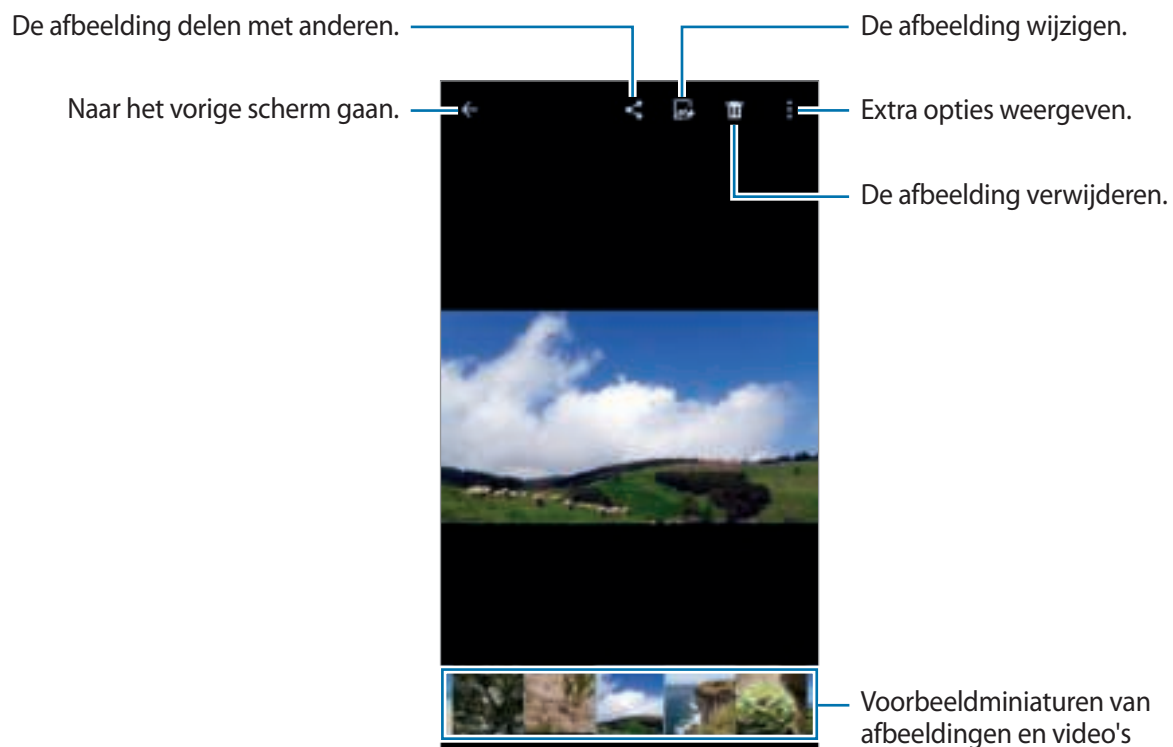 De afbeelding delen met anderen.
De afbeelding wijzigen.
Naar het vorige scherm gaan.
Extra opties weergeven.
De afbeelding verwijderen.
Voorbeeldminiaturen van
afbeeldingen en video's